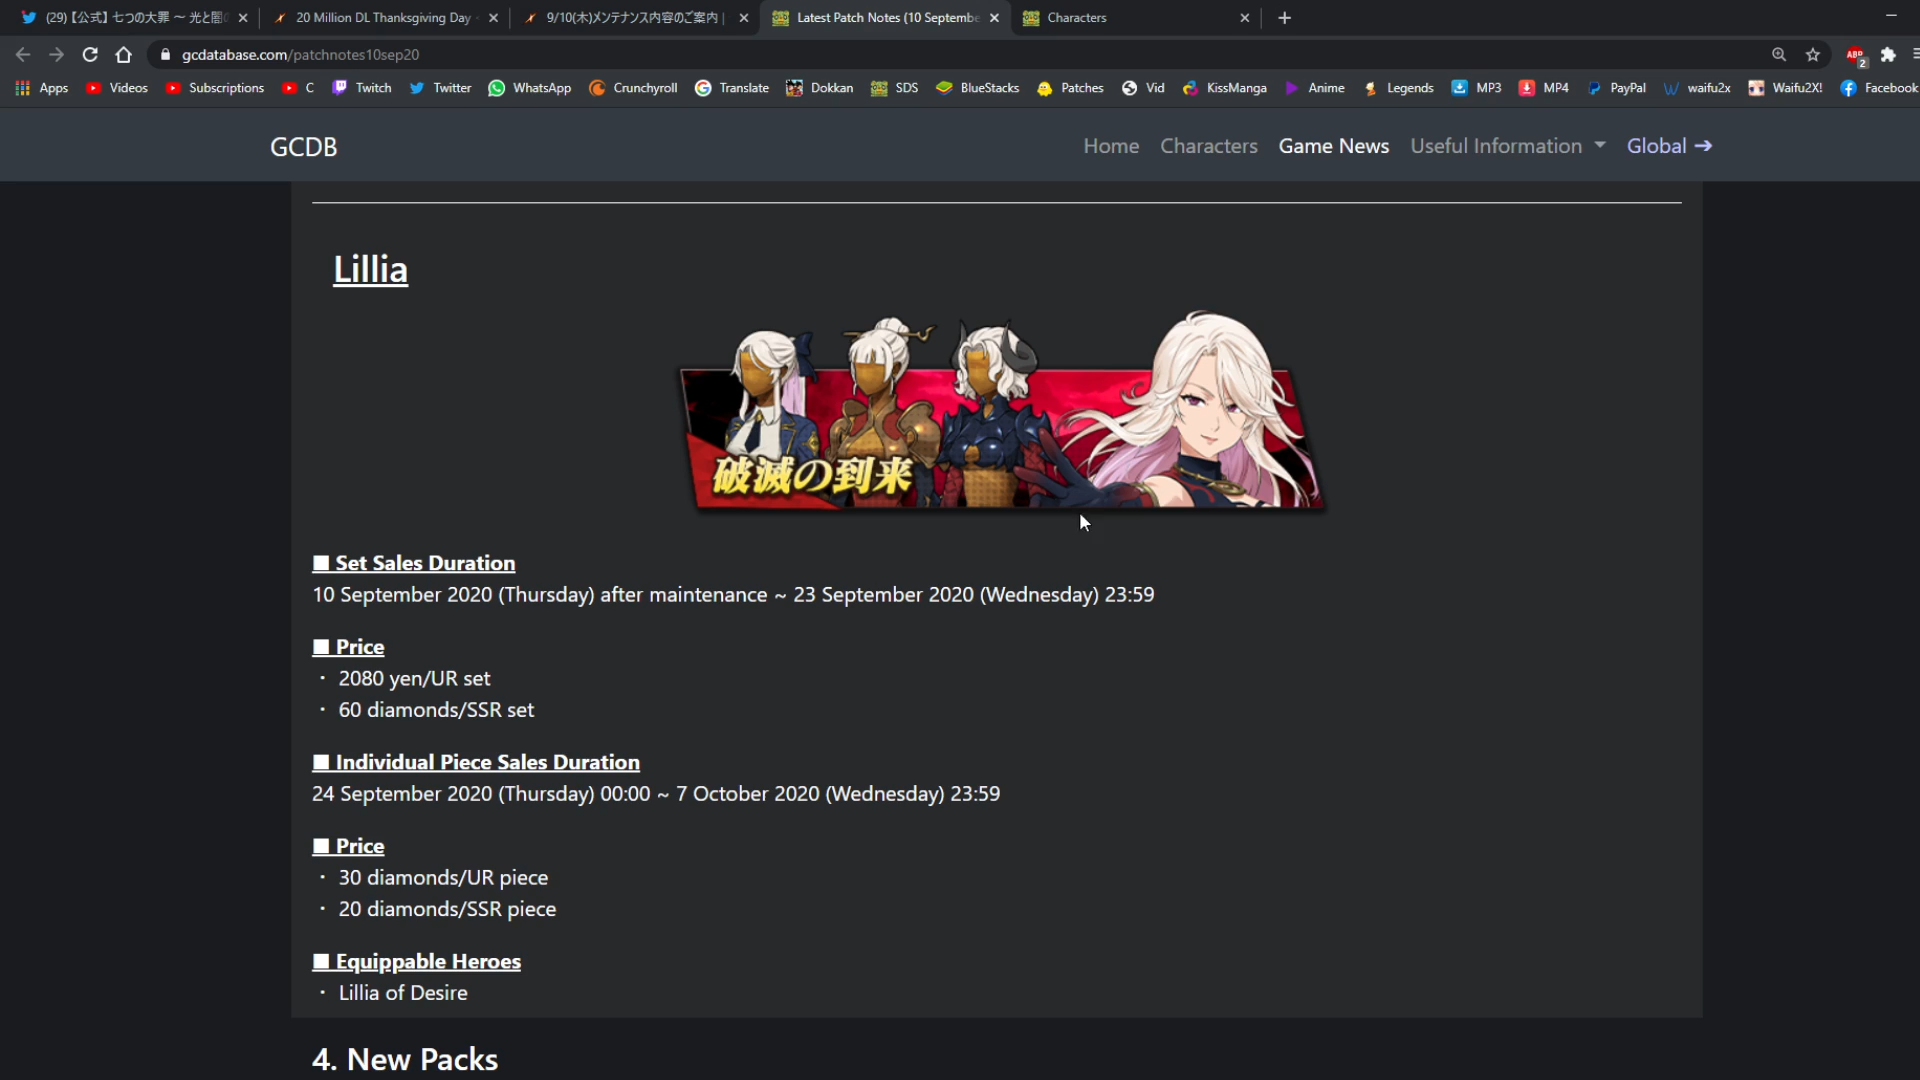 (29)【公式】七つの大罪 ～ 光と闇の
20 Million DL Thanksgiving Day
9/10(木)メンテナンス内容のご案内 |
Latest Patch Notes (10 Septembe
Characters
gcdatabase.com/patchnotes10sep20
ABP 2
Apps
Videos
Subscriptions
C
Twitch
Twitter
WhatsApp
Crunchyroll
Translate
Dokkan
SDS
BlueStacks
Patches
Vid
KissManga
Anime
Legends
MP3
MP4
PayPal
waifu2x
Waifu2X!
Facebook
GCDB
Home
Characters
Game News
Useful Information
Global →
Lillia
破滅の到来
■ Set Sales Duration
10 September 2020 (Thursday) after maintenance ~ 23 September 2020 (Wednesday) 23:59
■ Price
・ 2080 yen/UR set
・ 60 diamonds/SSR set
■ Individual Piece Sales Duration
24 September 2020 (Thursday) 00:00 ~ 7 October 2020 (Wednesday) 23:59
■ Price
・ 30 diamonds/UR piece
・ 20 diamonds/SSR piece
■ Equippable Heroes
・ Lillia of Desire
4. New Packs